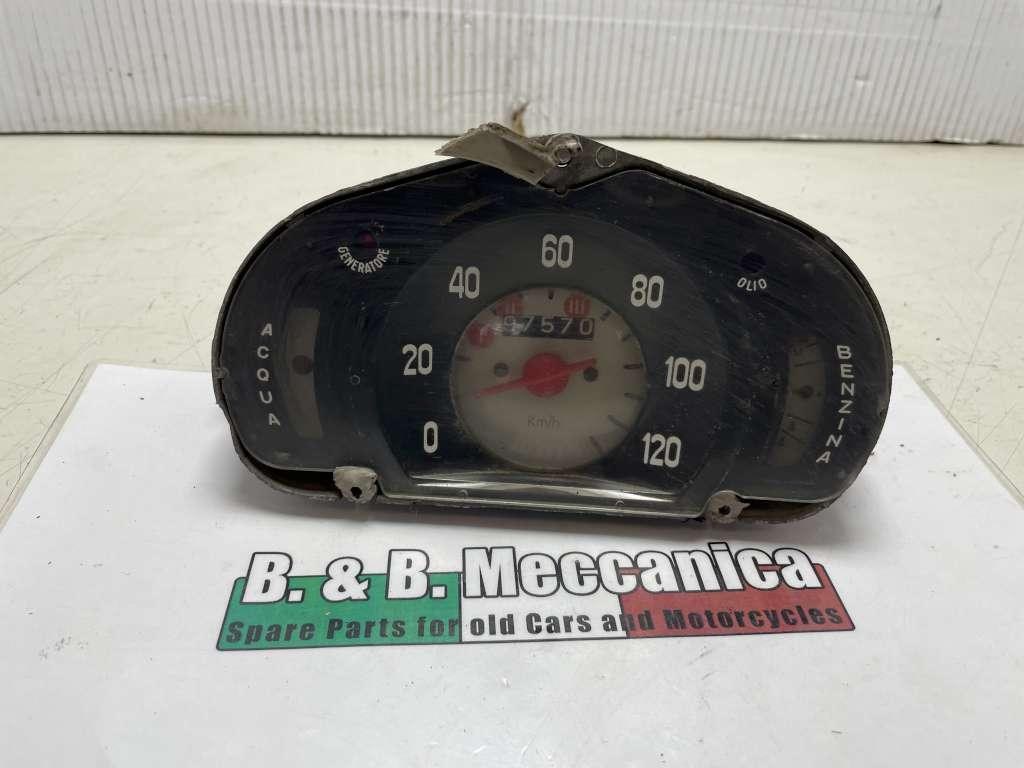 GENERATORE
OLIO
60
40
80
20
100
0
120
97570
Km/h
ACQUA
BENZINA
B. & B. Meccanica
Spare Parts for old Cars and Motorcycles